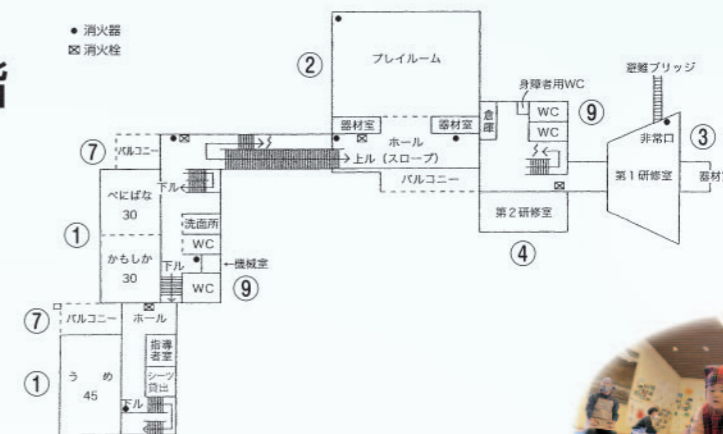 階
● 消火器
⊠ 消火栓
②
プレイルーム
器材室
器材室
ホール
上ル（スロープ）
バルコニー
倉庫
身障者用WC
WC
WC
⑨
避難ブリッジ
非常口
③
第1研修室
器材室
第2研修室
④
⑦
バルコニー
下ル
べにばな
30
①
かもしか
30
洗面所
WC
下ル
←機械室
WC
⑨
⑦
バルコニー
ホール
指導者室
シーツ貸出
①
うめ
45
下ル